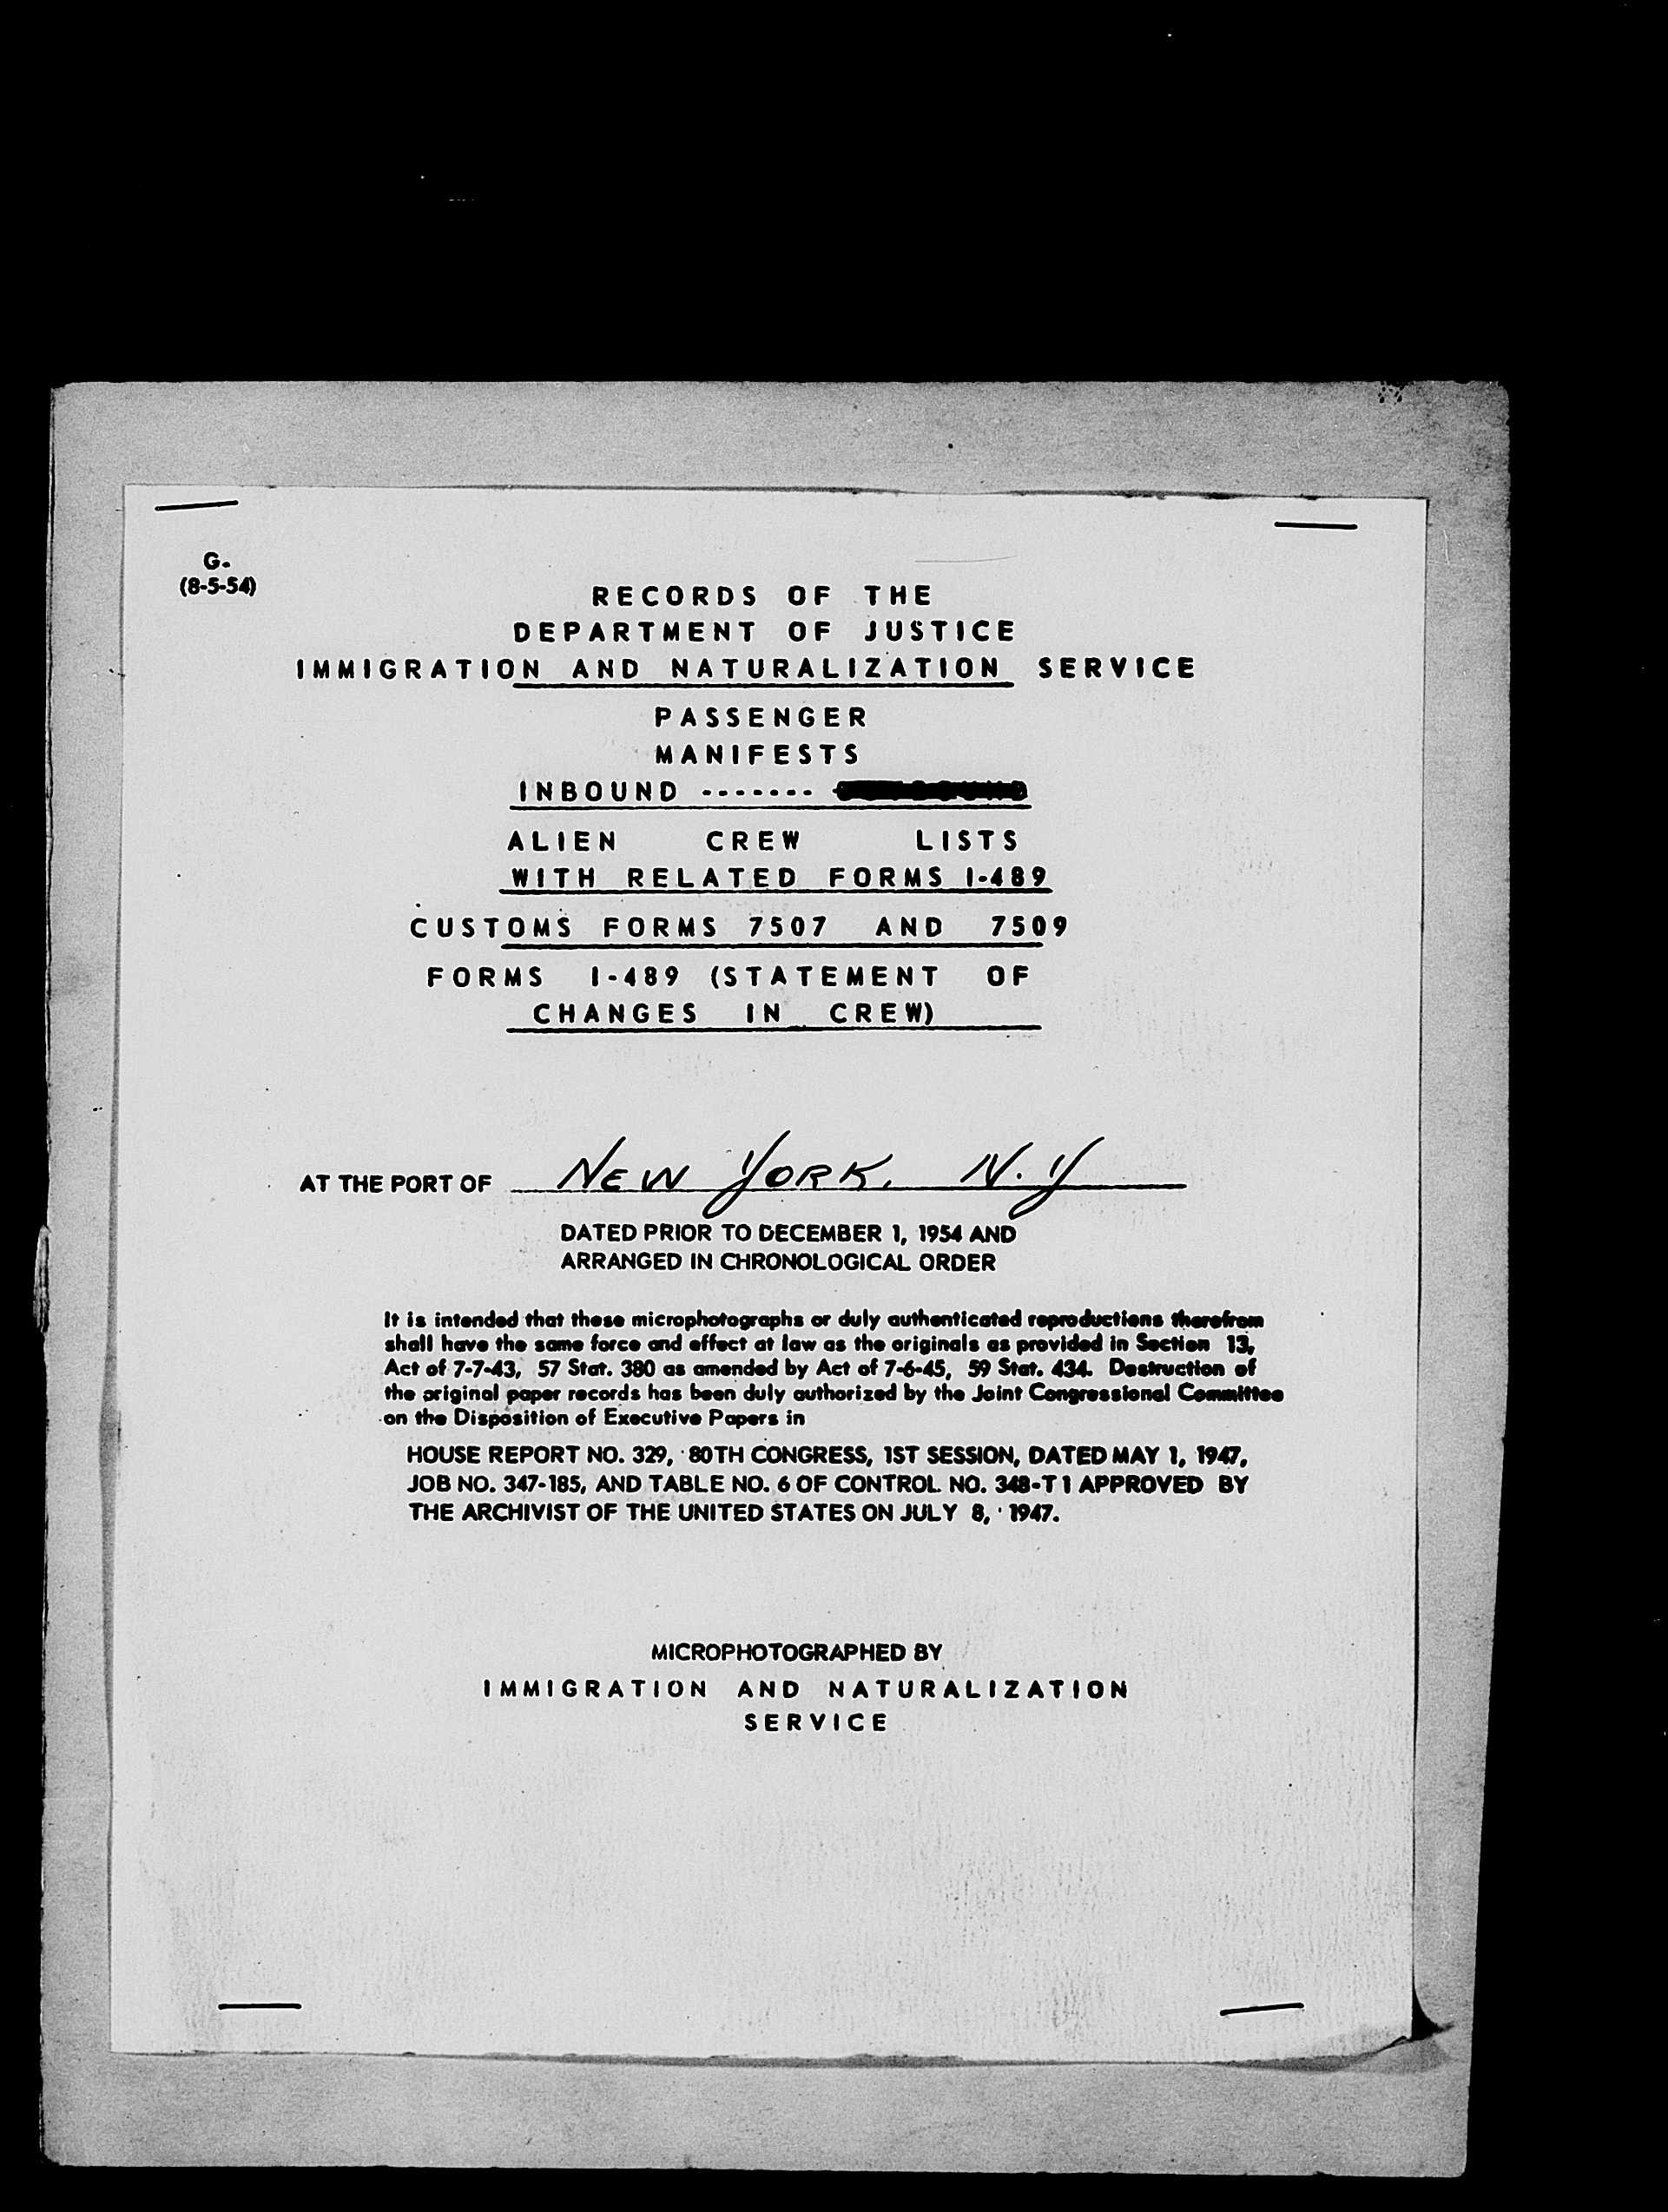 G.
(8-5-54)
RECORDS OF THE
DEPARTMENT OF JUSTICE
IMMIGRATION AND NATURALIZATION SERVICE
PASSENGER
MANIFESTS
INBOUND -------
ALIEN CREW LISTS
WITH RELATED FORMS I-489
CUSTOMS FORMS 7507 AND 7509
FORMS I-489 (STATEMENT OF
CHANGES IN CREW)
AT THE PORT OF NEW YORK, N.Y
DATED PRIOR TO DECEMBER 1, 1954 AND
ARRANGED IN CHRONOLOGICAL ORDER
It is intended that these microphotographs or duly authenticated reproductions therefrom
shall have the same force and effect at law as the originals as provided in Section 13,
Act of 7-7-43, 57 Stat. 380 as amended by Act of 7-6-45, 59 Stat. 434. Destruction of
the original paper records has been duly authorized by the Joint Congressional Committee
on the Disposition of Executive Papers in
HOUSE REPORT NO. 329, 80TH CONGRESS, 1ST SESSION, DATED MAY 1, 1947,
JOB NO. 347-185, AND TABLE NO. 6 OF CONTROL NO. 348-T1 APPROVED BY
THE ARCHIVIST OF THE UNITED STATES ON JULY 8, 1947.
MICROPHOTOGRAPHED BY
IMMIGRATION AND NATURALIZATION
SERVICE